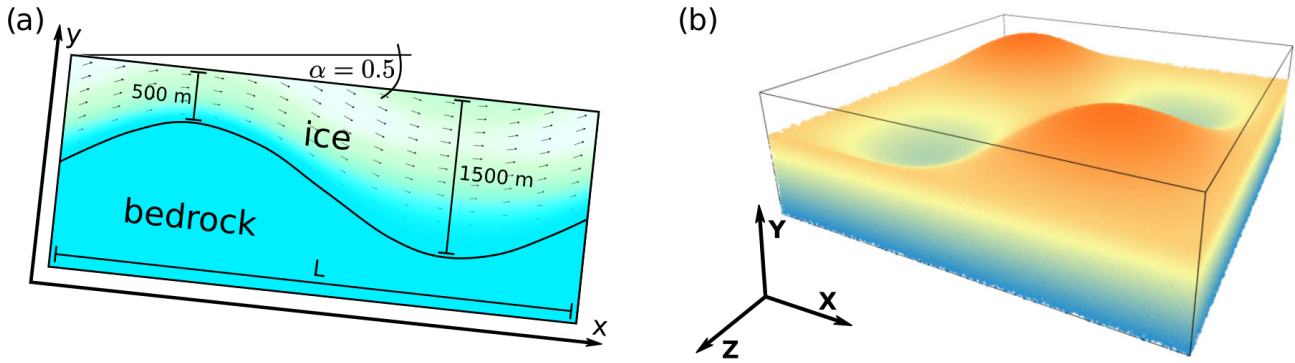 (a)
y
α = 0.5
500 m
ice
1500 m
bedrock
L
x
(b)
Y
X
Z